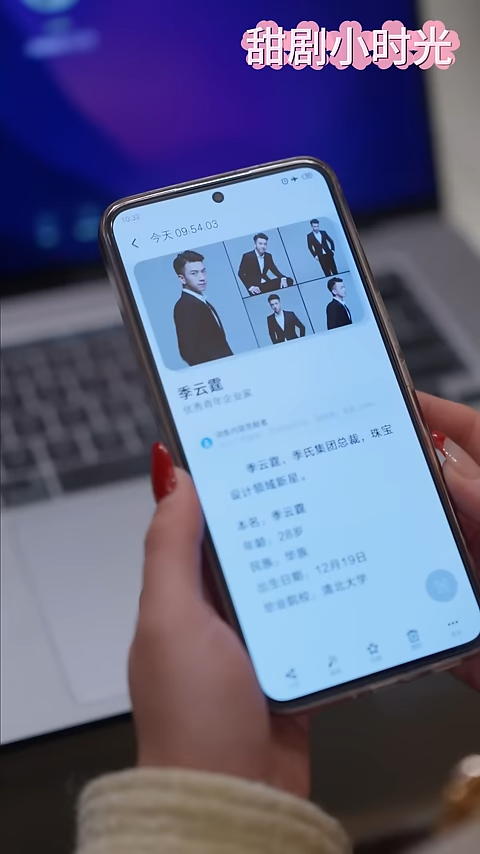 甜剧小时光
10:33
今天 09:54:03
季云霆
优秀青年企业家
季云霆，季氏集团总裁，珠宝
设计领域新星。
本名：季云霆
年龄：28岁
民族：华族
出生日期：12月19日
毕业院校：清北大学